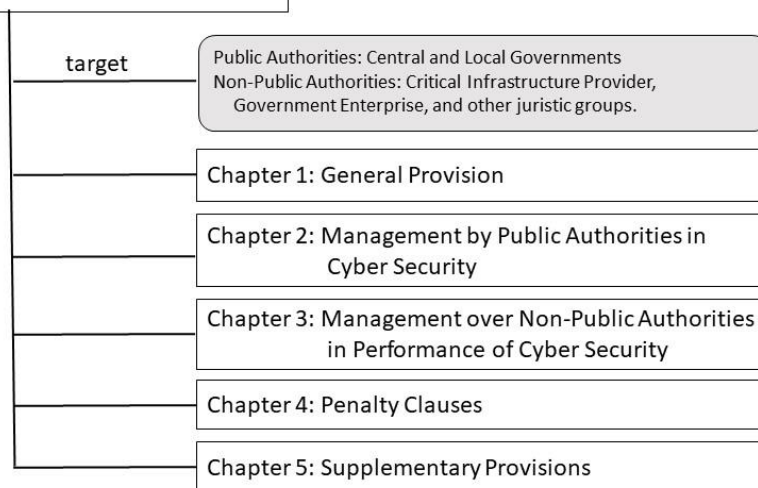 target
Public Authorities: Central and Local Governments
Non-Public Authorities: Critical Infrastructure Provider,
Government Enterprise, and other juristic groups.
Chapter 1: General Provision
Chapter 2: Management by Public Authorities in
Cyber Security
Chapter 3: Management over Non-Public Authorities
in Performance of Cyber Security
Chapter 4: Penalty Clauses
Chapter 5: Supplementary Provisions